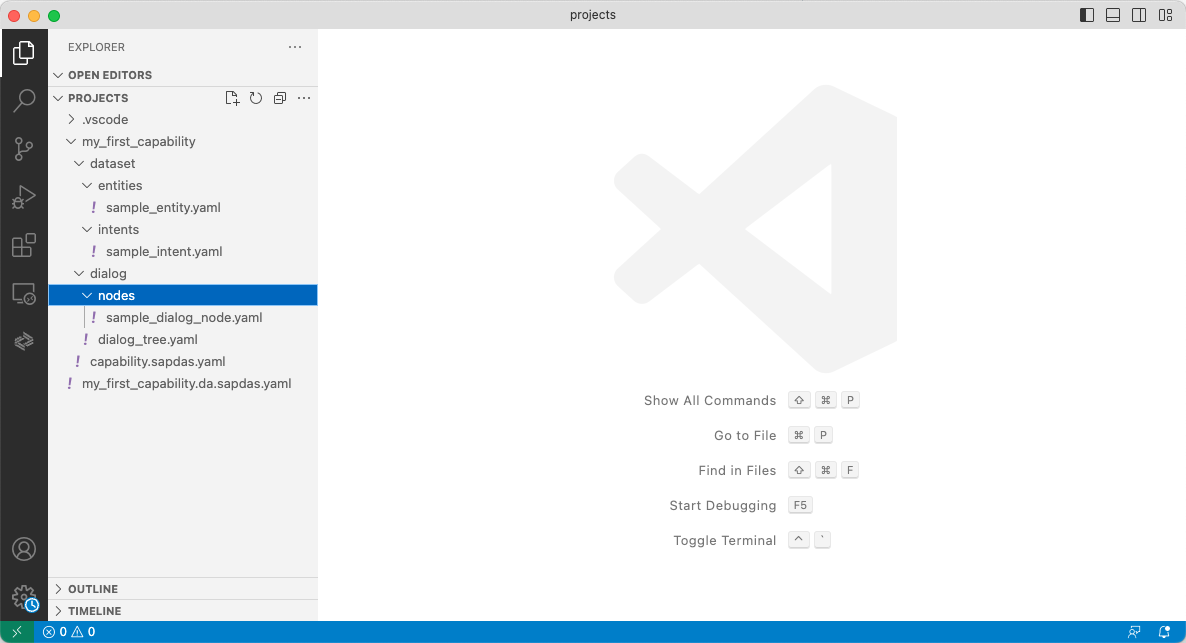 projects
EXPLORER
OPEN EDITORS
PROJECTS
.vscode
my_first_capability
dataset
entities
! sample_entity.yaml
intents
! sample_intent.yaml
dialog
nodes
! sample_dialog_node.yaml
! dialog_tree.yaml
! capability.sapdas.yaml
! my_first_capability.da.sapdas.yaml
OUTLINE
TIMELINE
Show All Commands ⇧ ⌘ P
Go to File ⌘ P
Find in Files ⇧ ⌘ F
Start Debugging F5
Toggle Terminal ^ `
0 0